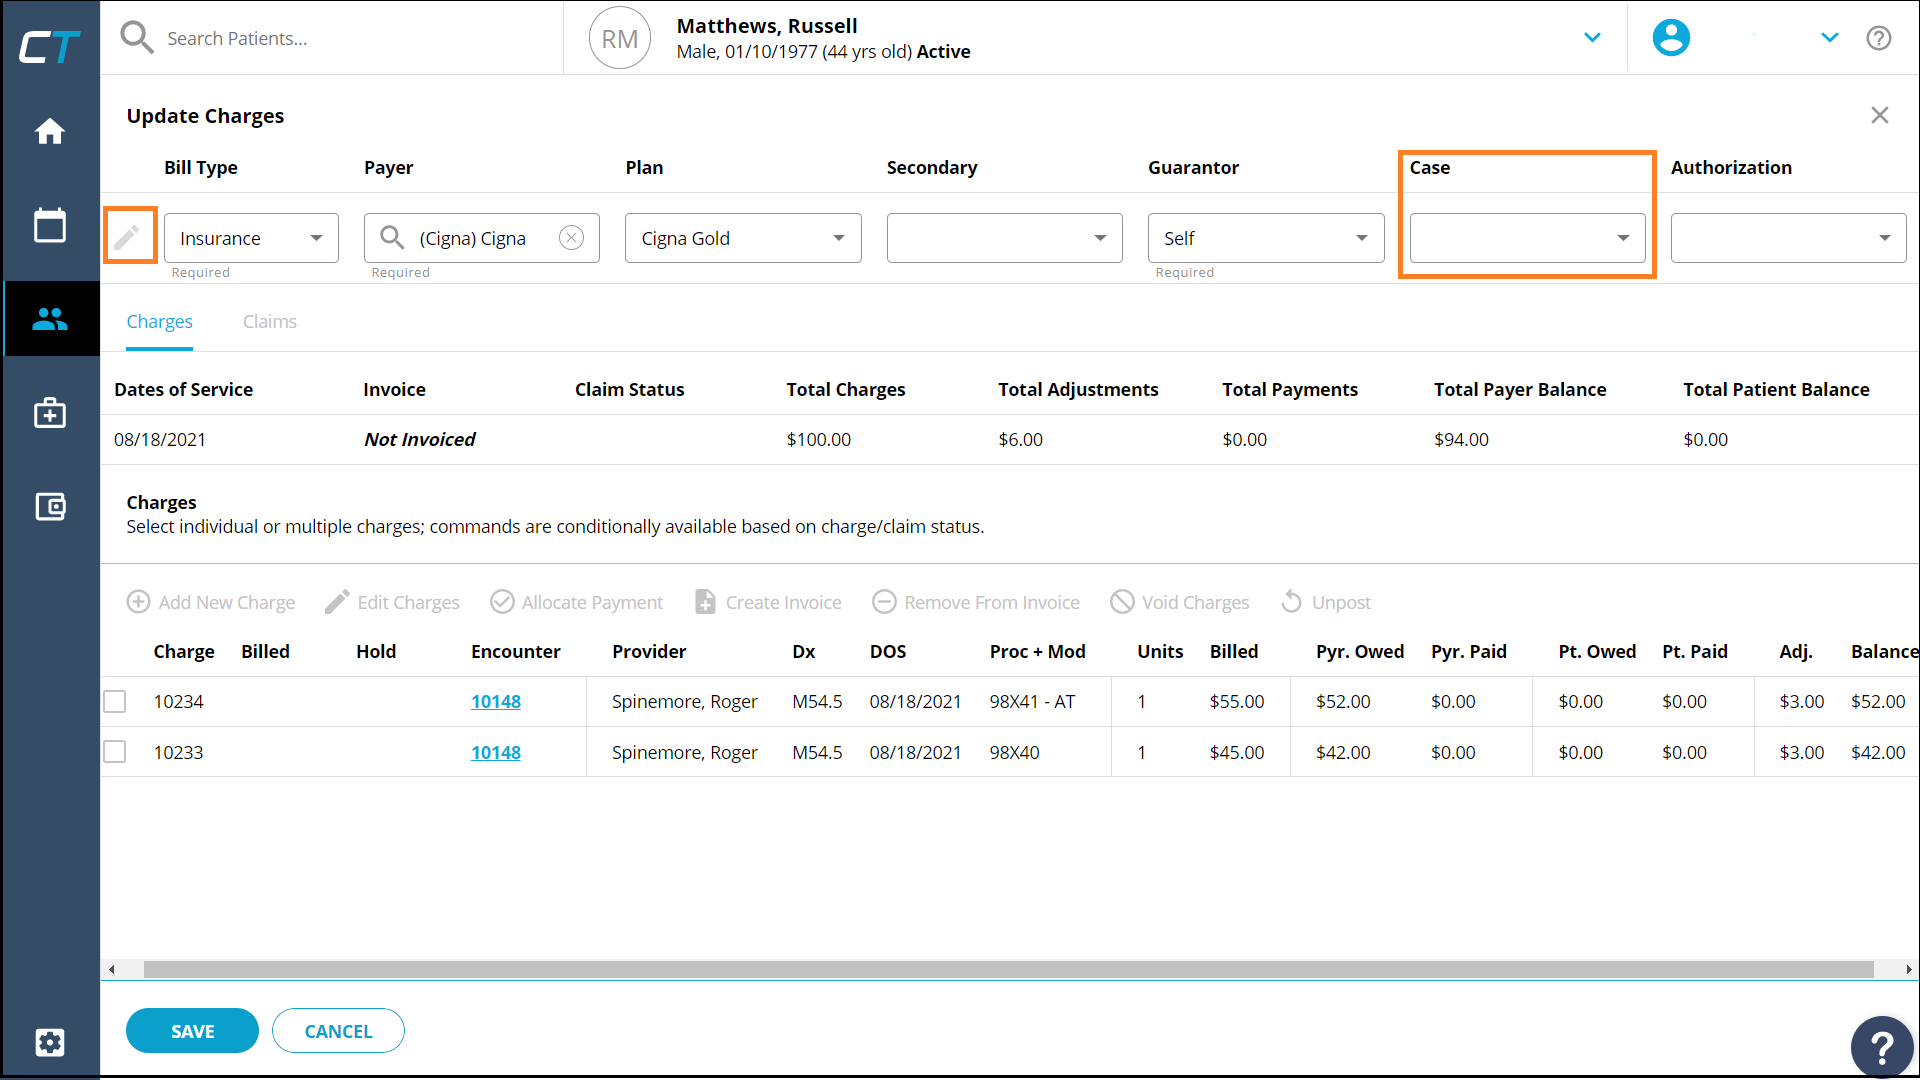 CT
Search Patients...
RM
Matthews, Russell
Male, 01/10/1977 (44 yrs old) Active
Update Charges
Bill Type Payer Plan Secondary Guarantor Case Authorization
Insurance (Cigna) Cigna Cigna Gold Self
Required Required Required
Charges Claims
Dates of Service Invoice Claim Status Total Charges Total Adjustments Total Payments Total Payer Balance Total Patient Balance
08/18/2021 Not Invoiced $100.00 $6.00 $0.00 $94.00 $0.00
Charges
Select individual or multiple charges; commands are conditionally available based on charge/claim status.
Add New Charge Edit Charges Allocate Payment Create Invoice Remove From Invoice Void Charges Unpost
Charge Billed Hold Encounter Provider Dx DOS Proc + Mod Units Billed Pyr. Owed Pyr. Paid Pt. Owed Pt. Paid Adj. Balance
10234 10148 Spinemore, Roger M54.5 08/18/2021 98X41 - AT 1 $55.00 $52.00 $0.00 $0.00 $0.00 $3.00 $52.00
10233 10148 Spinemore, Roger M54.5 08/18/2021 98X40 1 $45.00 $42.00 $0.00 $0.00 $0.00 $3.00 $42.00
SAVE CANCEL
?